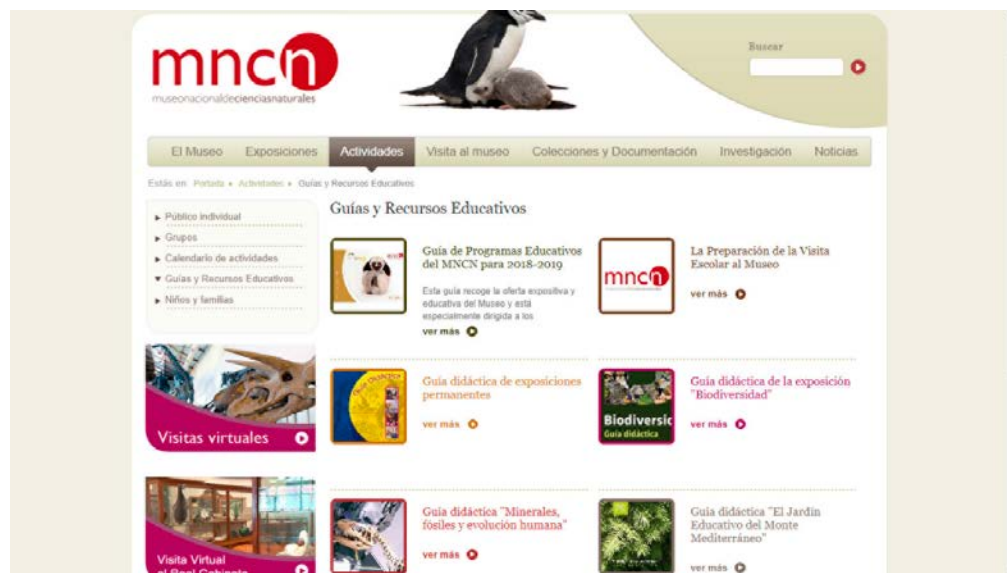 mncn
museonacionaldecienciasnaturales
Buscar
El Museo Exposiciones Actividades Visita al museo Colecciones y Documentación Investigación Noticias
Estás en: Portada Actividades Guías y Recursos Educativos
Público individual
Grupos
Calendario de actividades
Guías y Recursos Educativos
Niños y familias
Visitas virtuales
Visita Virtual
al Real Gabinete
Guías y Recursos Educativos
Guía de Programas Educativos
del MNCN para 2018-2019
Esta guía recoge la oferta expositiva y
educativa del Museo y está
especialmente dirigida a los
ver más
mncn
La Preparación de la Visita
Escolar al Museo
ver más
Guía didáctica de exposiciones
permanentes
ver más
Biodiversid
Guía didáctica
Guía didáctica de la exposición
"Biodiversidad"
ver más
Guía didáctica "Minerales,
fósiles y evolución humana"
ver más
Guía didáctica "El Jardín
Educativo del Monte
Mediterráneo"
ver más